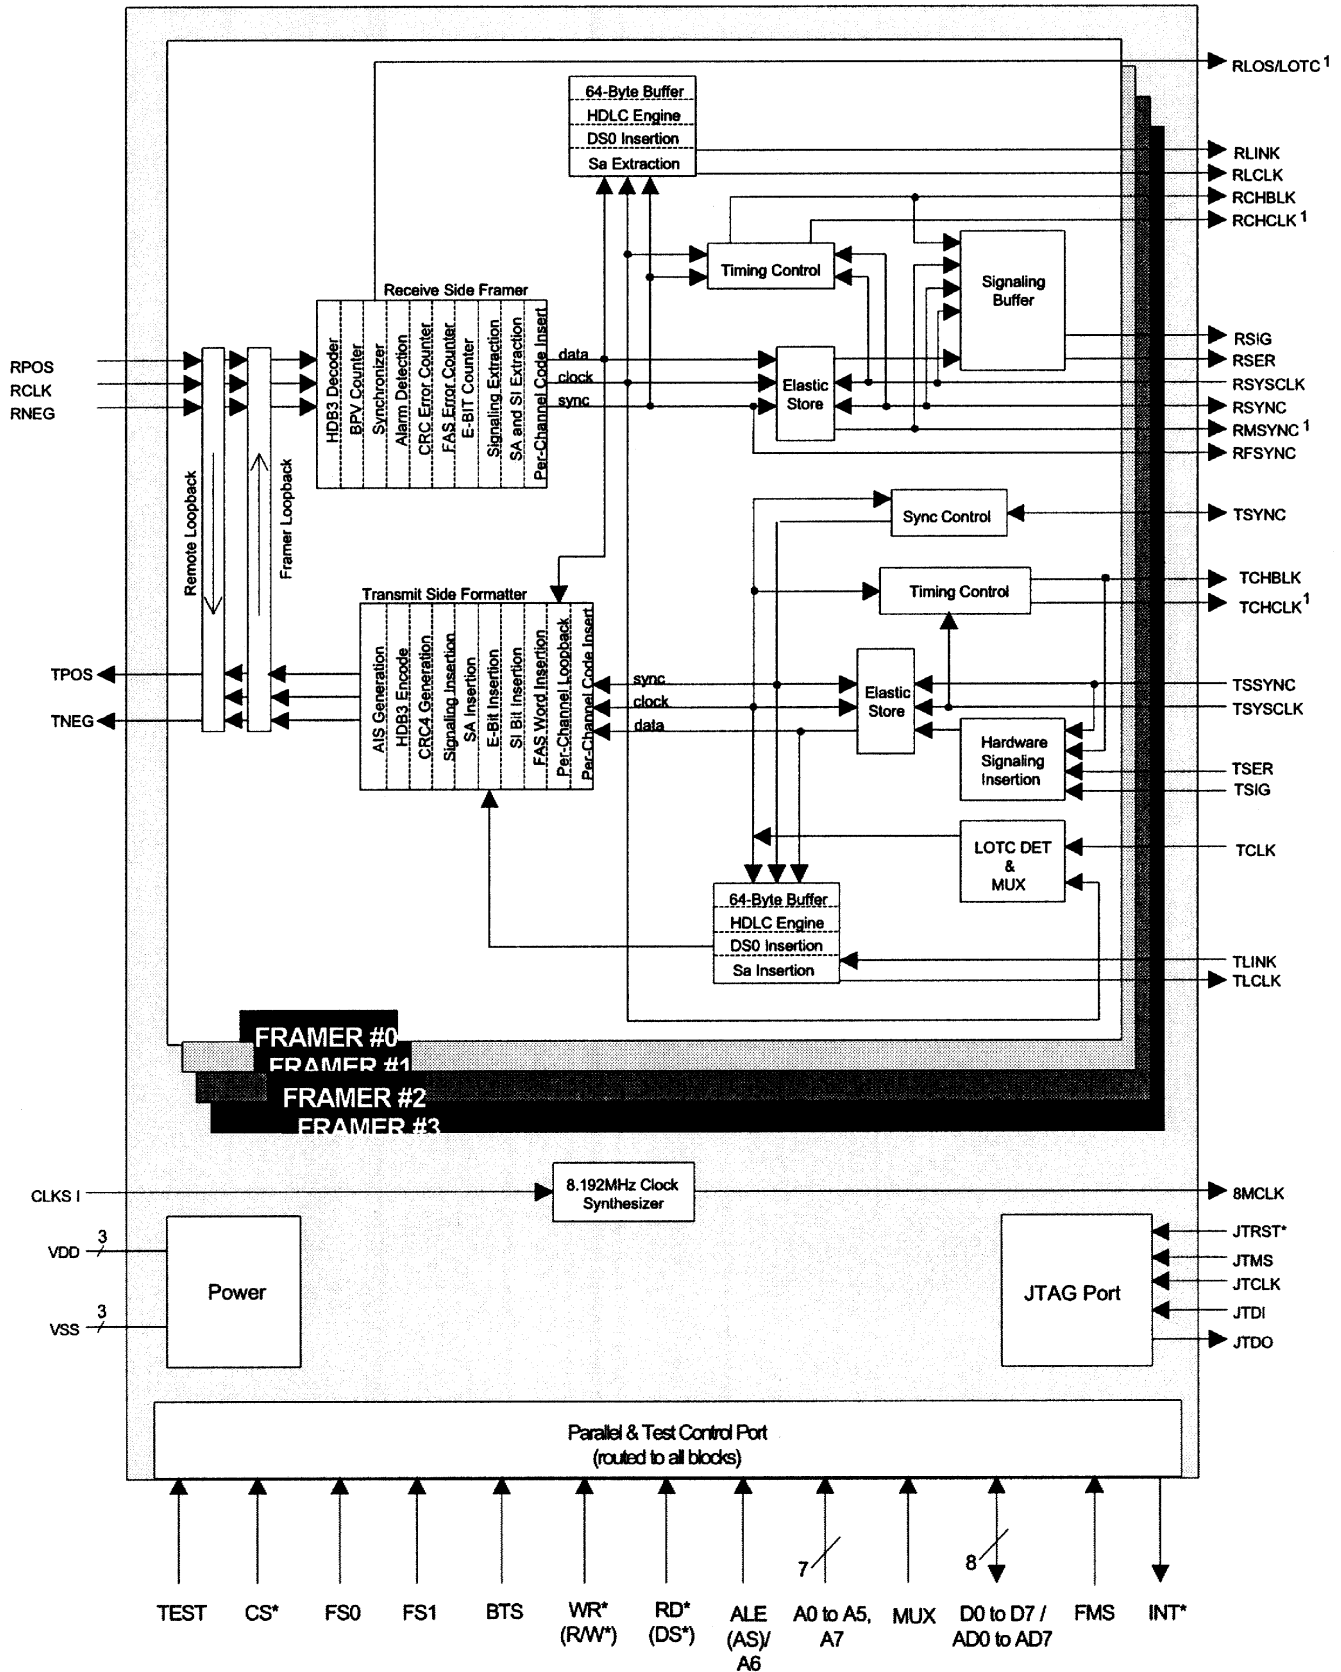 RLOS/LOTC 1
64-Byte Buffer
HDLC Engine
DS0 Insertion
Sa Extraction
RLINK
RLCLK
RCHBLK
RCHCLK 1
Timing Control
Signaling
Buffer
Receive Side Framer
HDB3 Decoder
BPV Counter
Synchronizer
Alarm Detection
CRC Error Counter
FAS Error Counter
E-BIT Counter
Signaling Extraction
SA and SI Extraction
Per-Channel Code Insert
data
clock
sync
Elastic
Store
RPOS
RCLK
RNEG
RSIG
RSER
RSYSCLK
RSYNC
RMSYNC 1
RFSYNC
Remote Loopback
Framer Loopback
Sync Control
TSYNC
Timing Control
TCHBLK
TCHCLK 1
Transmit Side Formatter
AIS Generation
HDB3 Encode
CRC4 Generation
Signaling Insertion
SA Insertion
E-Bit Insertion
SI Bit Insertion
FAS Word Insertion
Per-Channel Loopback
Per-Channel Code Insert
sync
clock
data
Elastic
Store
TPOS
TNEG
TSSYNC
TSYSCLK
Hardware
Signaling
Insertion
TSER
TSIG
LOTC DET
&
MUX
TCLK
64-Byte Buffer
HDLC Engine
DS0 Insertion
Sa Insertion
TLINK
TLCLK
FRAMER #0
FRAMER #1
FRAMER #2
FRAMER #3
CLKS I
8.192MHz Clock
Synthesizer
8MCLK
VDD
3
VSS
3
Power
JTAG Port
JTRST*
JTMS
JTCLK
JTDI
JTDO
Parallel & Test Control Port
(routed to all blocks)
7
8
TEST
CS*
FS0
FS1
BTS
WR*
(R/W*)
RD*
(DS*)
ALE
(AS)/
A6
A0 to A5,
A7
MUX
D0 to D7 /
AD0 to AD7
FMS
INT*